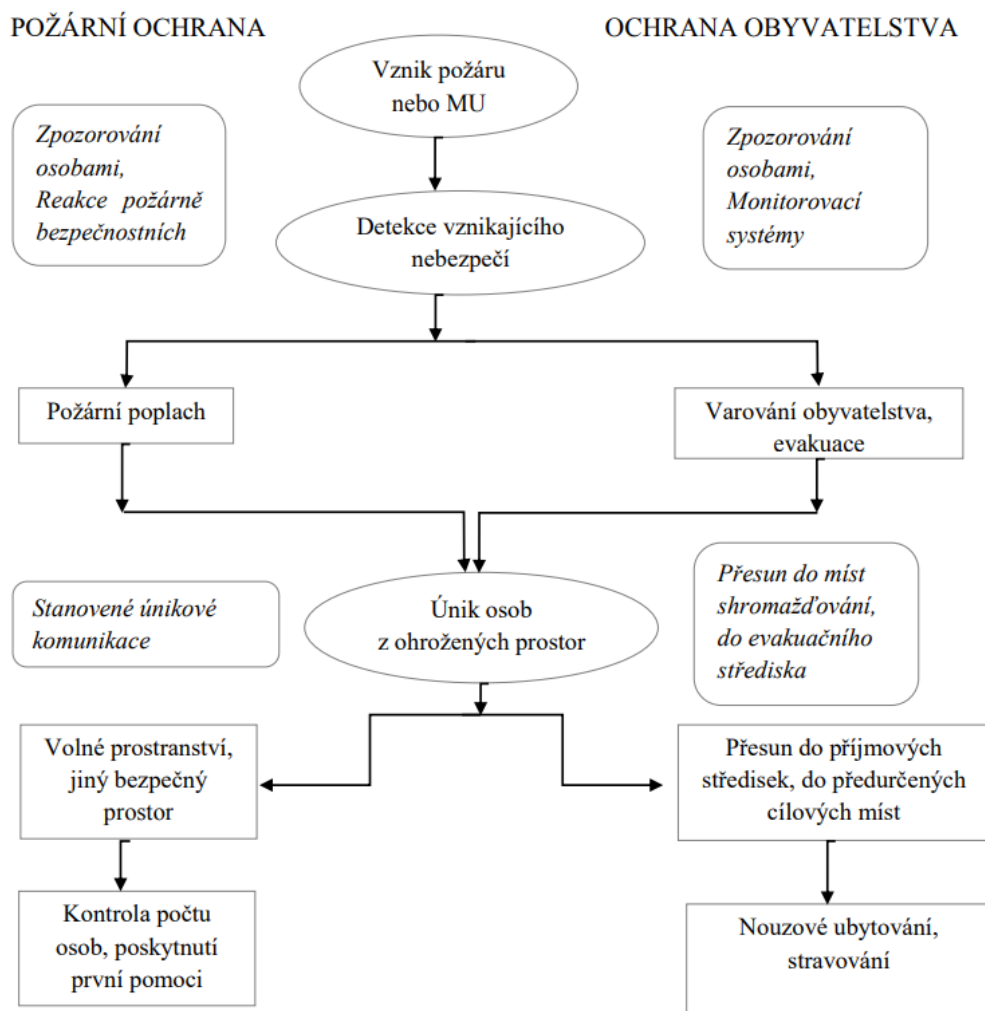 POŽÁRNÍ OCHRANA
OCHRANA OBYVATELSTVA
Vznik požáru
nebo MU
Zpozorování
osobami,
Reakce požárně
bezpečnostních
Zpozorování
osobami,
Monitorovací
systémy
Detekce vznikajícího
nebezpečí
Požární poplach
Varování obyvatelstva,
evakuace
Stanovené únikové
komunikace
Únik osob
z ohrožených prostor
Přesun do míst
shromažďování,
do evakuačního
střediska
Volné prostranství,
jiný bezpečný
prostor
Přesun do příjmových
středisek, do předurčených
cílových míst
Kontrola počtu
osob, poskytnutí
první pomoci
Nouzové ubytování,
stravování